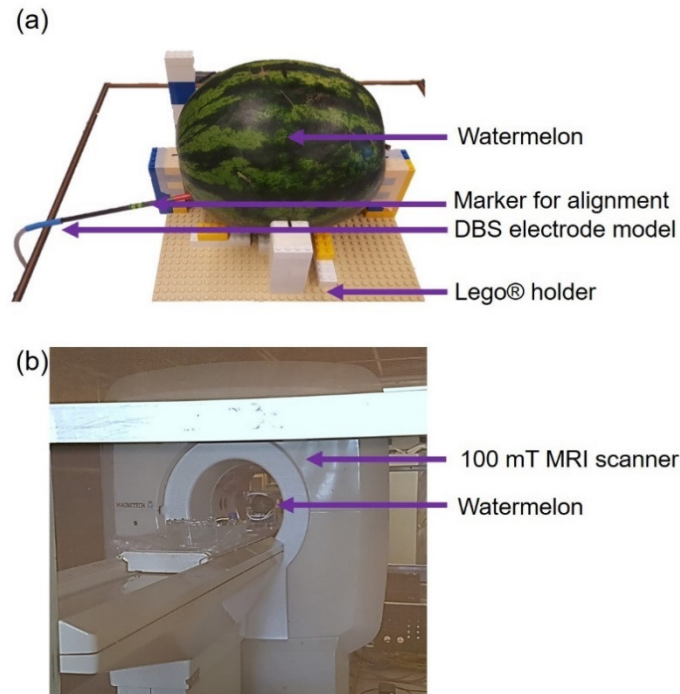 (a)
Watermelon
Marker for alignment
DBS electrode model
Lego® holder
(b)
100 mT MRI scanner
Watermelon